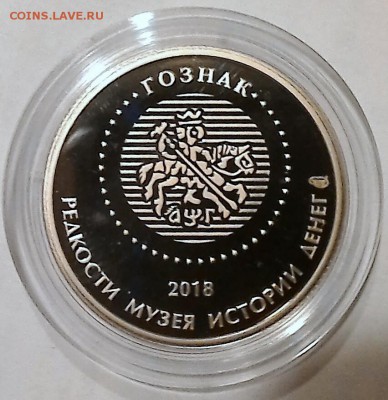 COINS.LAVE.RU
· ГОЗНАК ·
2018
РЕДКОСТИ МУЗЕЯ ИСТОРИИ ДЕНЕГ